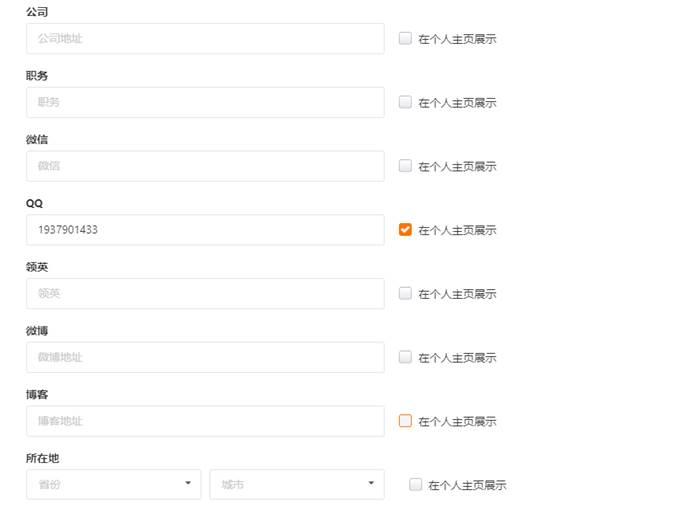 公司
公司地址 在个人主页展示
职务
职务 在个人主页展示
微信
微信 在个人主页展示
QQ
1937901433 在个人主页展示
领英
领英 在个人主页展示
微博
微博地址 在个人主页展示
博客
博客地址 在个人主页展示
所在地
省份 城市 在个人主页展示